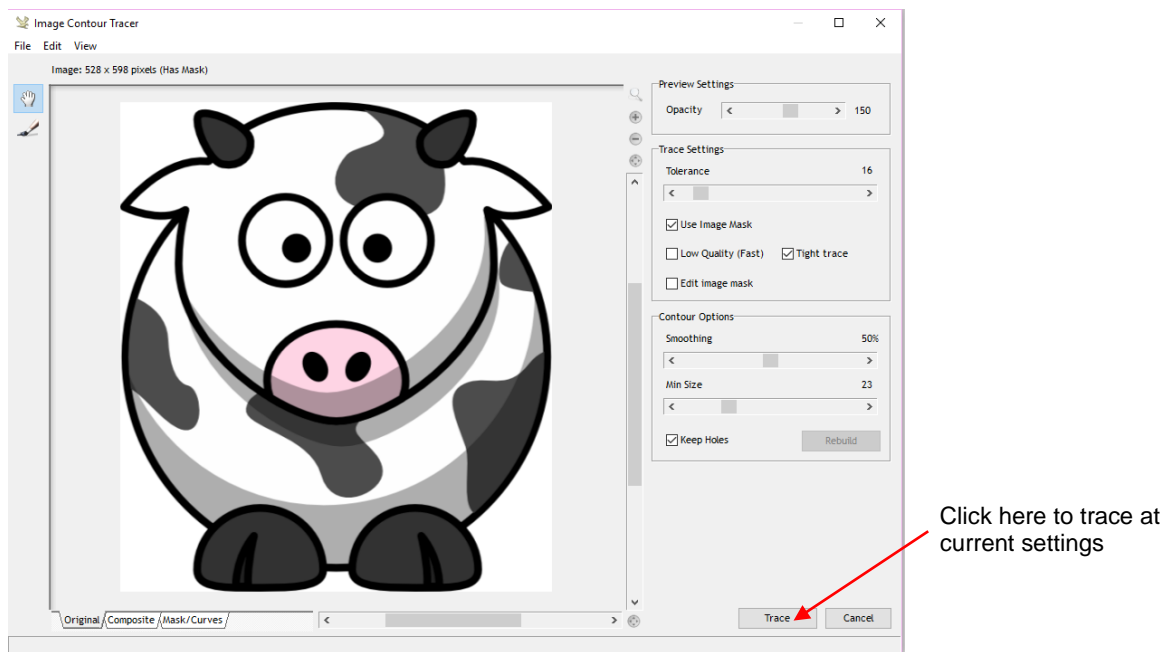 Image Contour Tracer
File Edit View
Image: 528 x 598 pixels (Has Mask)
Preview Settings
Opacity 150
Trace Settings
Tolerance 16
Use Image Mask
Low Quality (Fast) Tight trace
Edit image mask
Contour Options
Smoothing 50%
Min Size 23
Keep Holes Rebuild
Click here to trace at
current settings
Trace Cancel
Original Composite Mask/Curves